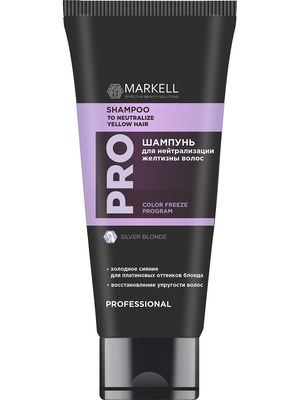 MARKELL
EFFECTIVE BEAUTY SOLUTIONS
SHAMPOO
TO NEUTRALIZE
YELLOW HAIR
PRO
ШАМПУНЬ
для нейтрализации
желтизны волос
COLOR FREEZE
PROGRAM
SILVER BLONDE
• холодное сияние
для платиновых оттенков блонда
• восстановление упругости волос
PROFESSIONAL